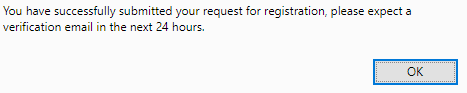 You have successfully submitted your request for registration, please expect a
verification email in the next 24 hours.
OK